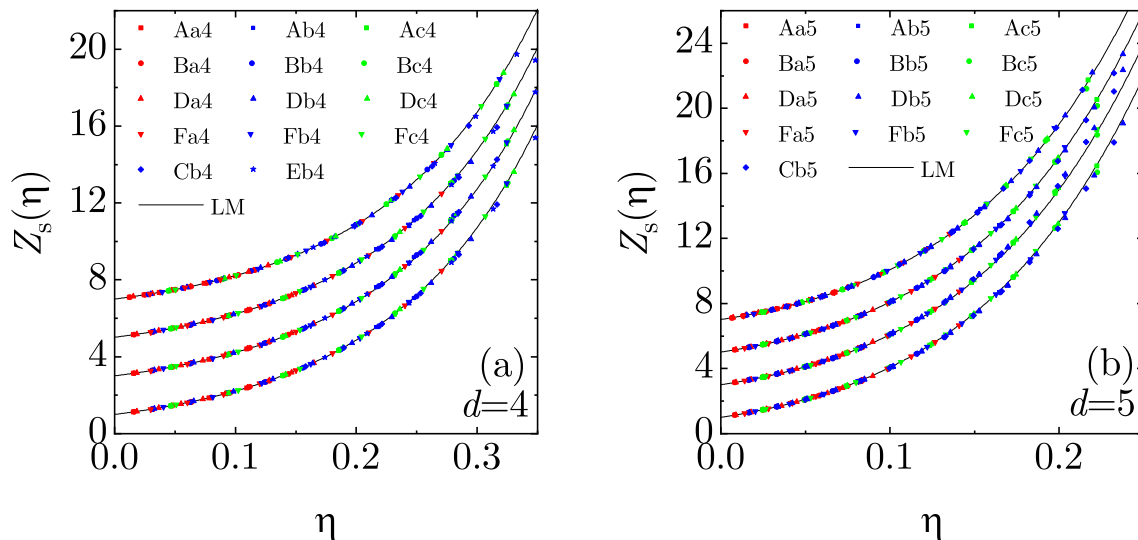 20
16
12
8
4
0
0.0 0.1 0.2 0.3
Zs(η)
η
Aa4 Ab4 Ac4
Ba4 Bb4 Bc4
Da4 Db4 Dc4
Fa4 Fb4 Fc4
Cb4 Eb4
LM
(a)
d=4
24
20
16
12
8
4
0
0.0 0.1 0.2
Zs(η)
η
Aa5 Ab5 Ac5
Ba5 Bb5 Bc5
Da5 Db5 Dc5
Fa5 Fb5 Fc5
Cb5 LM
(b)
d=5